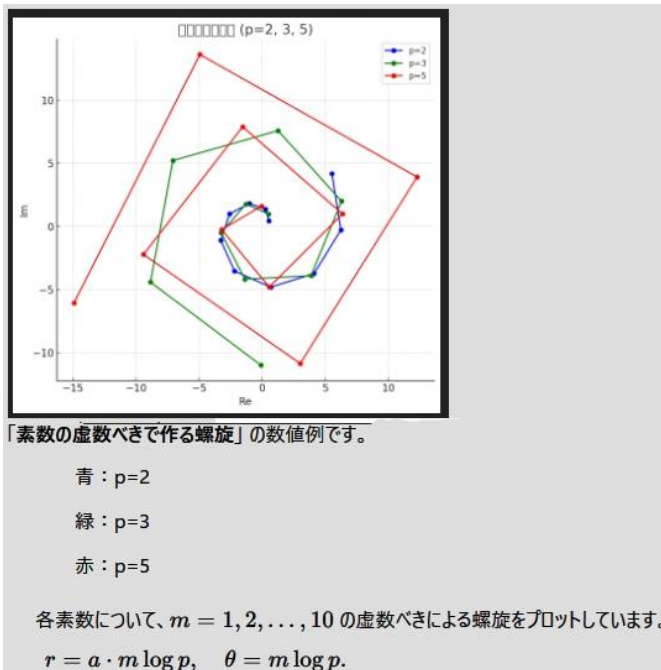 (p=2, 3, 5)
p=2
p=3
p=5
10
5
0
−5
−10
Im
−15
−10
−5
0
5
10
Re
「素数の虚数べきで作る螺旋」の数値例です。
青：p=2
緑：p=3
赤：p=5
各素数について、m = 1, 2, . . . , 10 の虚数べきによる螺旋をプロットしています。
r = a · m log p, θ = m log p.